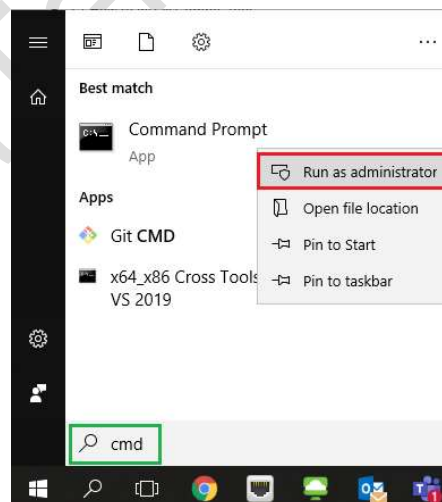 Best match
C:\_
Command Prompt
App
Run as administrator
Open file location
Pin to Start
Pin to taskbar
Apps
Git CMD
x64_x86 Cross Tools
VS 2019
cmd